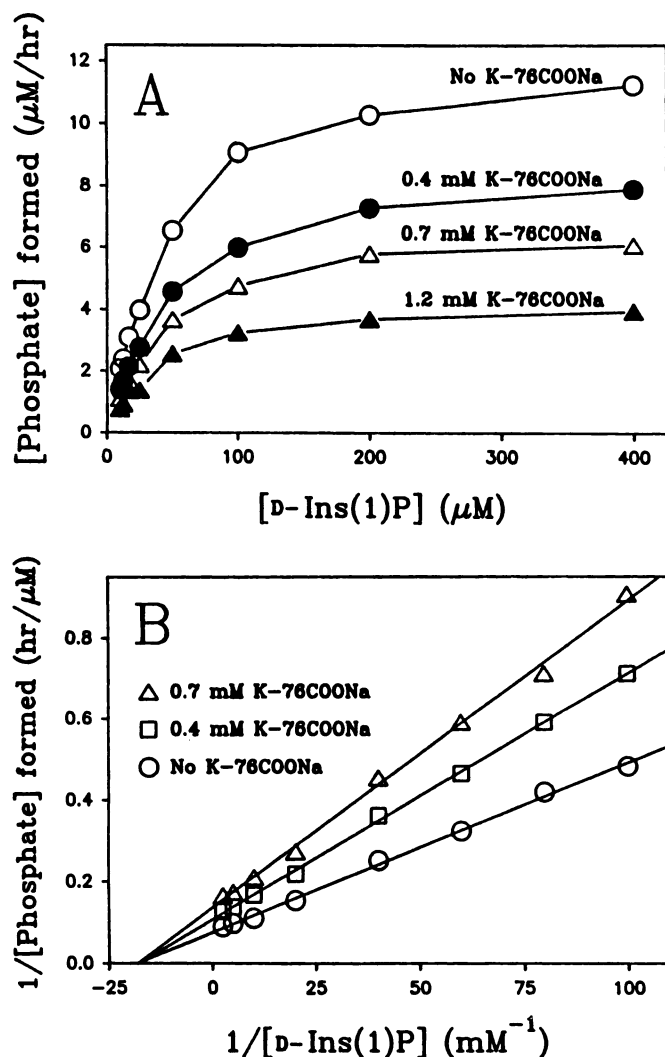 A
[Phosphate] formed (μM/hr)
12
10
8
6
4
2
0
No K-76COONa
0.4 mM K-76COONa
0.7 mM K-76COONa
1.2 mM K-76COONa
0 100 200 300 400
[D-Ins(1)P] (μM)
B
1/[Phosphate] formed (hr/μM)
0.8
0.6
0.4
0.2
0.0
△ 0.7 mM K-76COONa
□ 0.4 mM K-76COONa
○ No K-76COONa
-25 0 25 50 75 100
1/[D-Ins(1)P] (mM⁻¹)